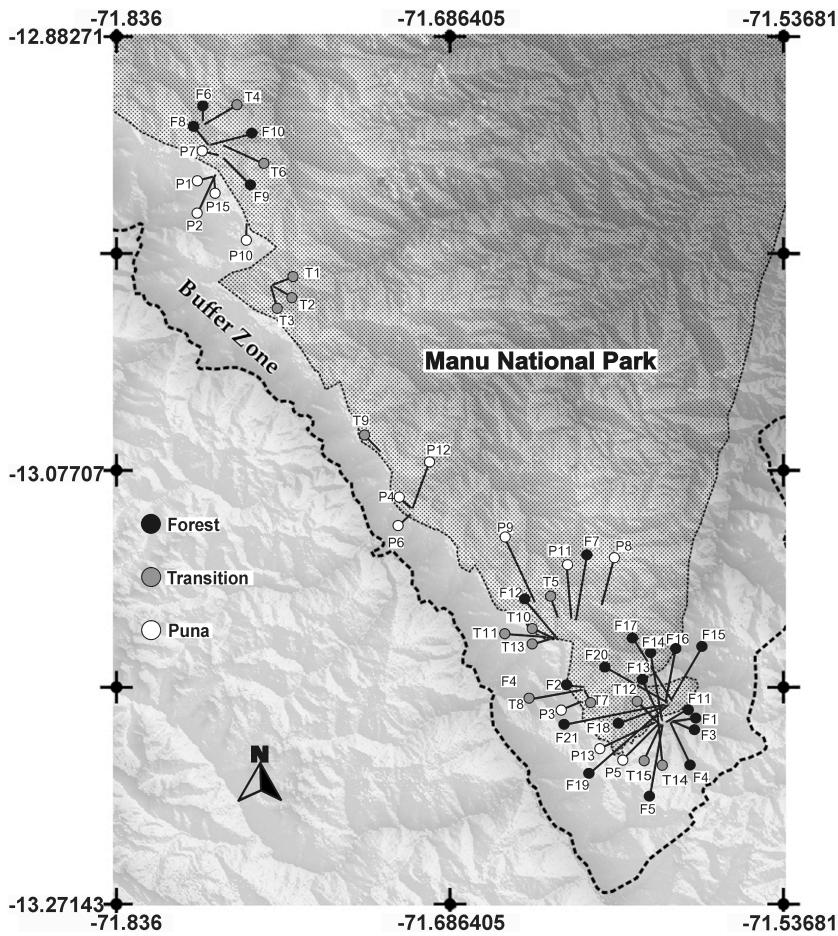 -71.836
-71.686405
-71.53681
-12.88271
F6
T4
F8
F10
P7
T6
P1
F9
P15
P2
P10
T1
T2
T3
Buffer Zone
Manu National Park
T9
P12
-13.07707
P4
P6
Forest
Transition
Puna
P9
P11
F7
P8
T5
F12
T10
T11
T13
F17
F14
F16
F15
F20
F13
F4
F2
T8
T7
T12
P3
F11
F1
F21
F18
F3
P13
P5
T15
T14
F4
F19
F5
N
-13.27143
-71.836
-71.686405
-71.53681